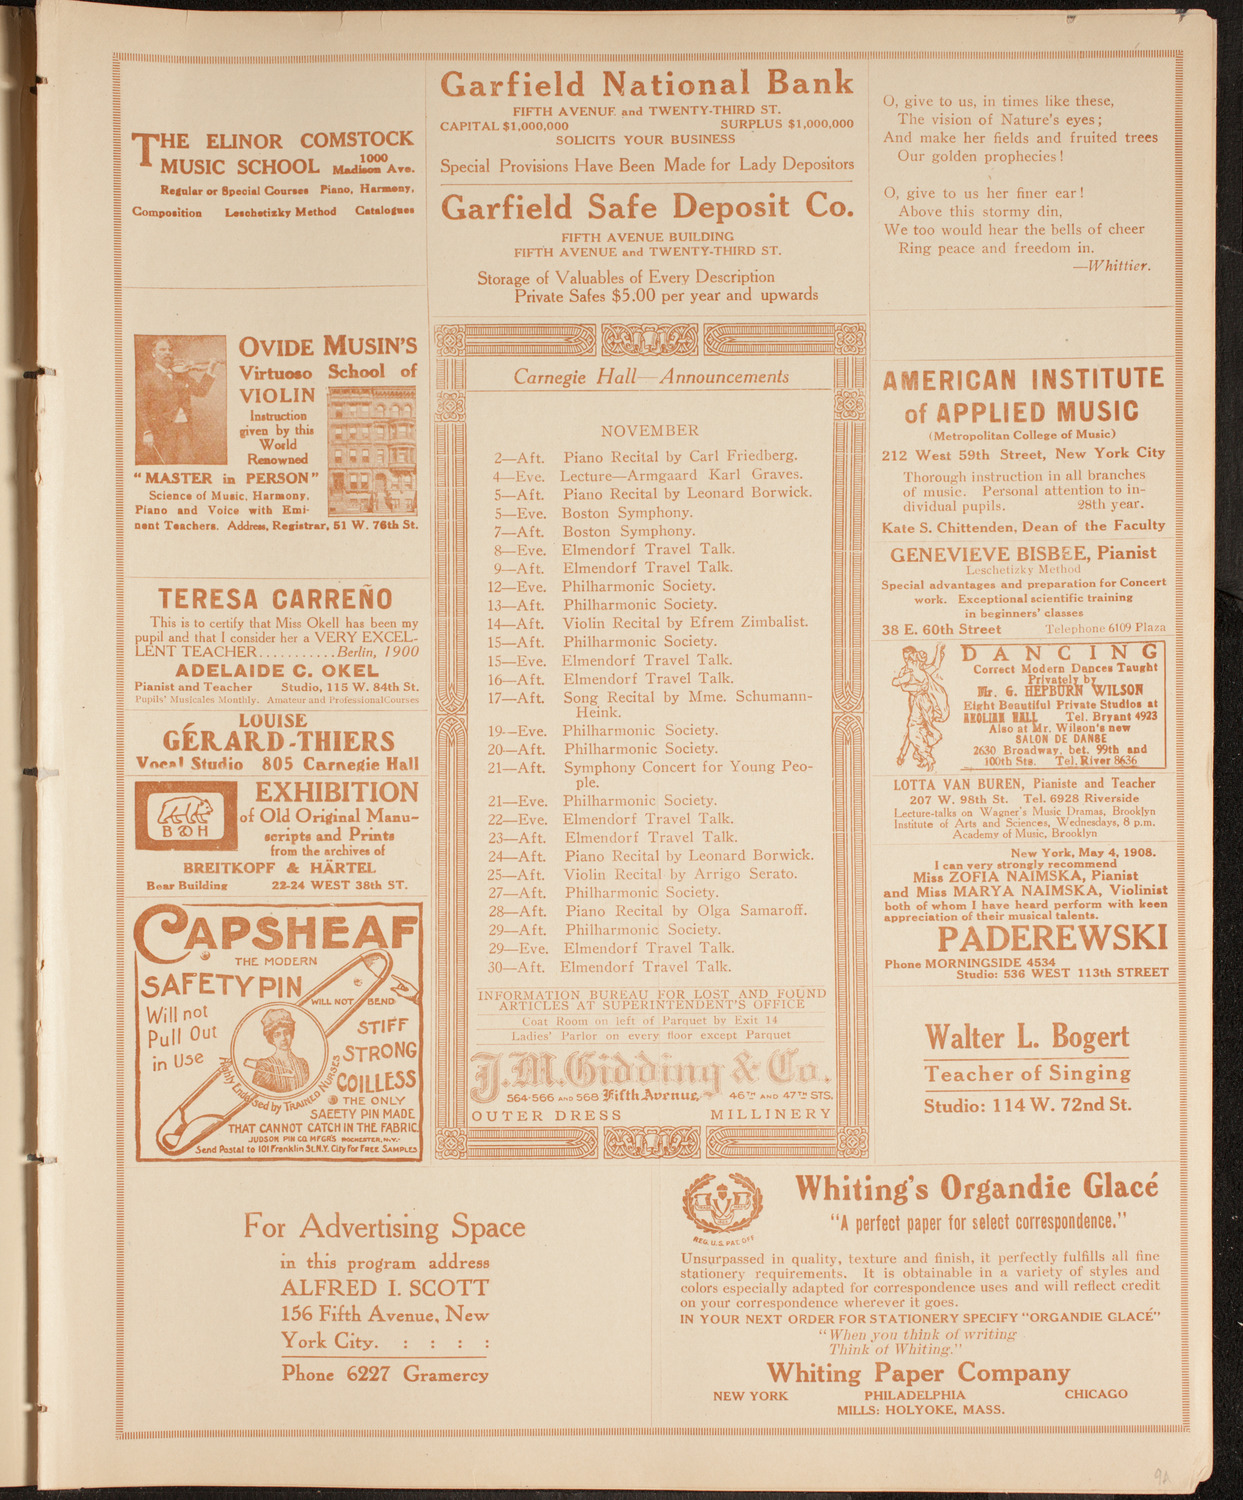 THE ELINOR COMSTOCK
MUSIC SCHOOL 1000 Madison Ave.
Regular or Special Courses Piano, Harmony,
Composition Leschetizky Method Catalogues
OVIDE MUSIN'S
Virtuoso School of
VIOLIN
Instruction
given by this
World
Renowned
"MASTER in PERSON"
Science of Music, Harmony,
Piano and Voice with Emi-
nent Teachers. Address, Registrar, 51 W. 76th St.
TERESA CARREÑO
This is to certify that Miss Okell has been my
pupil and that I consider her a VERY EXCEL-
LENT TEACHER...........Berlin, 1900
ADELAIDE C. OKEL
Pianist and Teacher Studio, 115 W. 84th St.
Pupils' Musicales Monthly. Amateur and Professional Courses
LOUISE
GÉRARD-THIERS
Vocal Studio 805 Carnegie Hall
B & H
EXHIBITION
of Old Original Manu-
scripts and Prints
from the archives of
BREITKOPF & HÄRTEL
Bear Building 22-24 WEST 38th ST.
CAPSHEAF
THE MODERN
SAFETY PIN
WILL NOT BEND
Will not
Pull Out
in Use
STIFF
STRONG
COILLESS
Highly Endorsed by TRAINED NURSES
THE ONLY
SAFETY PIN MADE
THAT CANNOT CATCH IN THE FABRIC.
JUDSON PIN CO. MFGR'S ROCHESTER, N.Y.
Send Postal to 101 Franklin St. N.Y. City for FREE SAMPLES
Garfield National Bank
FIFTH AVENUE and TWENTY-THIRD ST.
CAPITAL $1,000,000 SURPLUS $1,000,000
SOLICITS YOUR BUSINESS
Special Provisions Have Been Made for Lady Depositors
Garfield Safe Deposit Co.
FIFTH AVENUE BUILDING
FIFTH AVENUE and TWENTY-THIRD ST.
Storage of Valuables of Every Description
Private Safes $5.00 per year and upwards
Carnegie Hall—Announcements
NOVEMBER
2—Aft. Piano Recital by Carl Friedberg.
4—Eve. Lecture—Armgaard Karl Graves.
5—Aft. Piano Recital by Leonard Borwick.
5—Eve. Boston Symphony.
7—Aft. Boston Symphony.
8—Eve. Elmendorf Travel Talk.
9—Aft. Elmendorf Travel Talk.
12—Eve. Philharmonic Society.
13—Aft. Philharmonic Society.
14—Aft. Violin Recital by Efrem Zimbalist.
15—Aft. Philharmonic Society.
15—Eve. Elmendorf Travel Talk.
16—Aft. Elmendorf Travel Talk.
17—Aft. Song Recital by Mme. Schumann-
Heink.
19—Eve. Philharmonic Society.
20—Aft. Philharmonic Society.
21—Aft. Symphony Concert for Young Peo-
ple.
21—Eve. Philharmonic Society.
22—Eve. Elmendorf Travel Talk.
23—Aft. Elmendorf Travel Talk.
24—Aft. Piano Recital by Leonard Borwick.
25—Aft. Violin Recital by Arrigo Serato.
27—Aft. Philharmonic Society.
28—Aft. Piano Recital by Olga Samaroff.
29—Aft. Philharmonic Society.
29—Eve. Elmendorf Travel Talk.
30—Aft. Elmendorf Travel Talk.
INFORMATION BUREAU FOR LOST AND FOUND
ARTICLES AT SUPERINTENDENT'S OFFICE
Coat Room on left of Parquet by Exit 14
Ladies' Parlor on every floor except Parquet
J.M. Gidding & Co.
564-566 AND 568 Fifth Avenue, 46TH AND 47TH STS.
OUTER DRESS MILLINERY
O, give to us, in times like these,
The vision of Nature's eyes;
And make her fields and fruited trees
Our golden prophecies!
O, give to us her finer ear!
Above this stormy din,
We too would hear the bells of cheer
Ring peace and freedom in.
—Whittier.
AMERICAN INSTITUTE
of APPLIED MUSIC
(Metropolitan College of Music)
212 West 59th Street, New York City
Thorough instruction in all branches
of music. Personal attention to in-
dividual pupils. 28th year.
Kate S. Chittenden, Dean of the Faculty
GENEVIEVE BISBEE, Pianist
Leschetizky Method
Special advantages and preparation for Concert
work. Exceptional scientific training
in beginners' classes
38 E. 60th Street Telephone 6109 Plaza
DANCING
Correct Modern Dances Taught
Privately by
Mr. G. HEPBURN WILSON
Eight Beautiful Private Studios at
AEOLIAN HALL Tel. Bryant 4923
Also at Mr. Wilson's new
SALON DE DANSE
2630 Broadway, bet. 99th and
100th Sts. Tel. River 8636
LOTTA VAN BUREN, Pianiste and Teacher
207 W. 98th St. Tel. 6928 Riverside
Lecture-talks on Wagner's Music Dramas, Brooklyn
Institute of Arts and Sciences, Wednesdays, 8 p.m.
Academy of Music, Brooklyn
New York, May 4, 1908.
I can very strongly recommend
Miss ZOFIA NAIMSKA, Pianist
and Miss MARYA NAIMSKA, Violinist
both of whom I have heard perform with keen
appreciation of their musical talents.
PADEREWSKI
Phone MORNINGSIDE 4534
Studio: 536 WEST 113th STREET
Walter L. Bogert
Teacher of Singing
Studio: 114 W. 72nd St.
For Advertising Space
in this program address
ALFRED I. SCOTT
156 Fifth Avenue, New
York City. : : : :
Phone 6227 Gramercy
REG. U.S. PAT. OFF.
Whiting's Organdie Glacé
"A perfect paper for select correspondence."
Unsurpassed in quality, texture and finish, it perfectly fulfills all fine
stationery requirements. It is obtainable in a variety of styles and
colors especially adapted for correspondence uses and will reflect credit
on your correspondence wherever it goes.
IN YOUR NEXT ORDER FOR STATIONERY SPECIFY "ORGANDIE GLACÉ"
"When you think of writing
Think of Whiting."
Whiting Paper Company
NEW YORK PHILADELPHIA CHICAGO
MILLS: HOLYOKE, MASS.
9A